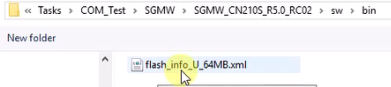 « Tasks > COM_Test > SGMW > SGMW_CN210S_R5.0_RC02 > sw > bin
New folder
flash_info_U_64MB.xml